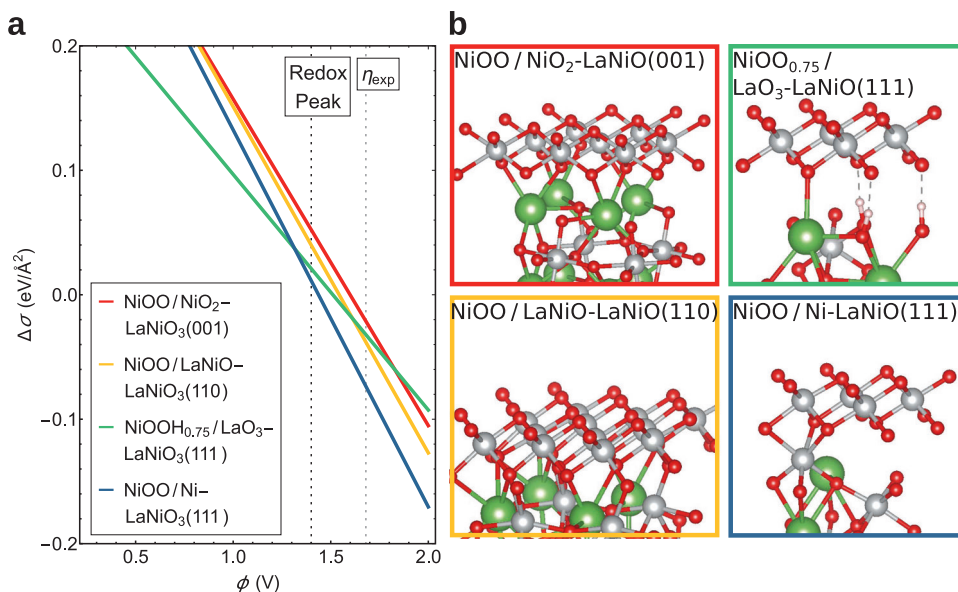 a
0.2
0.1
0.0
−0.1
−0.2
Δσ (eV/Å²)
0.5
1.0
1.5
2.0
ϕ (V)
Redox
Peak
η_exp
NiOO/NiO₂–
LaNiO₃(001)
NiOO/LaNiO–
LaNiO₃(110)
NiOOH₀.₇₅/LaO₃–
LaNiO₃(111)
NiOO/Ni–
LaNiO₃(111)
b
NiOO/NiO₂-LaNiO(001)
NiOO₀.₇₅/
LaO₃-LaNiO(111)
NiOO/LaNiO-LaNiO(110)
NiOO/Ni-LaNiO(111)